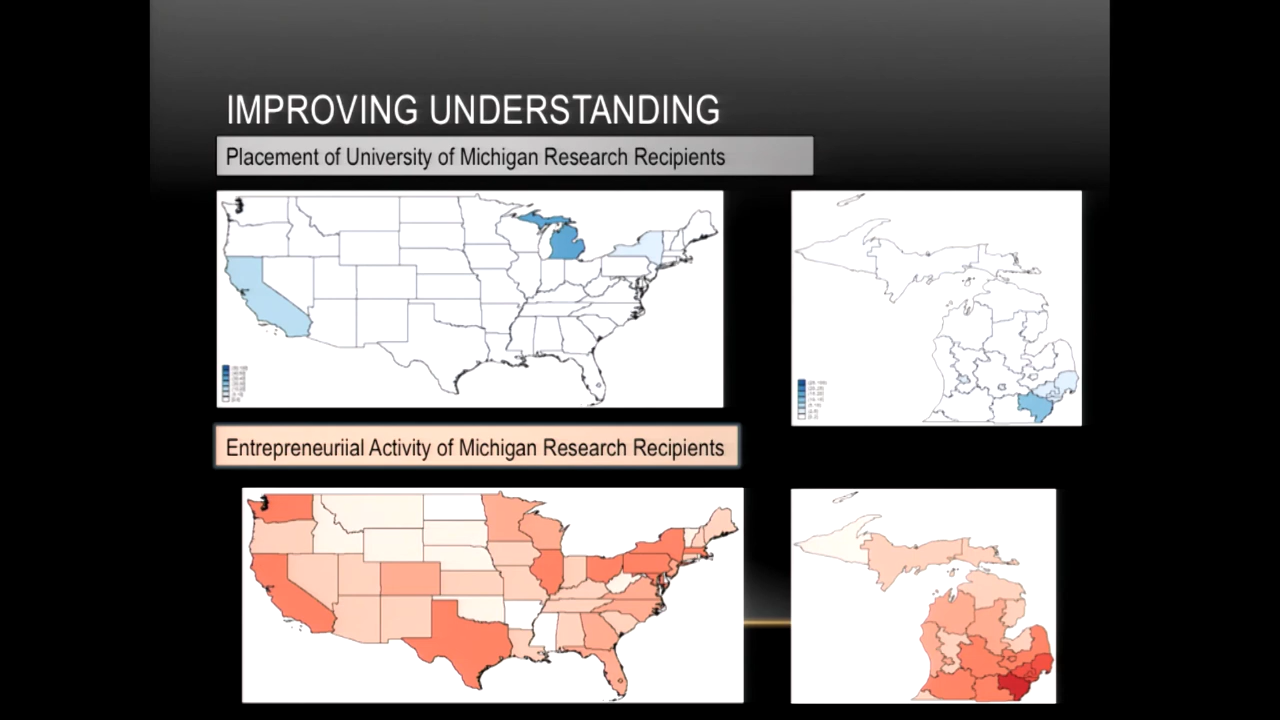 IMPROVING UNDERSTANDING
Placement of University of Michigan Research Recipients
Entrepreneuriial Activity of Michigan Research Recipients